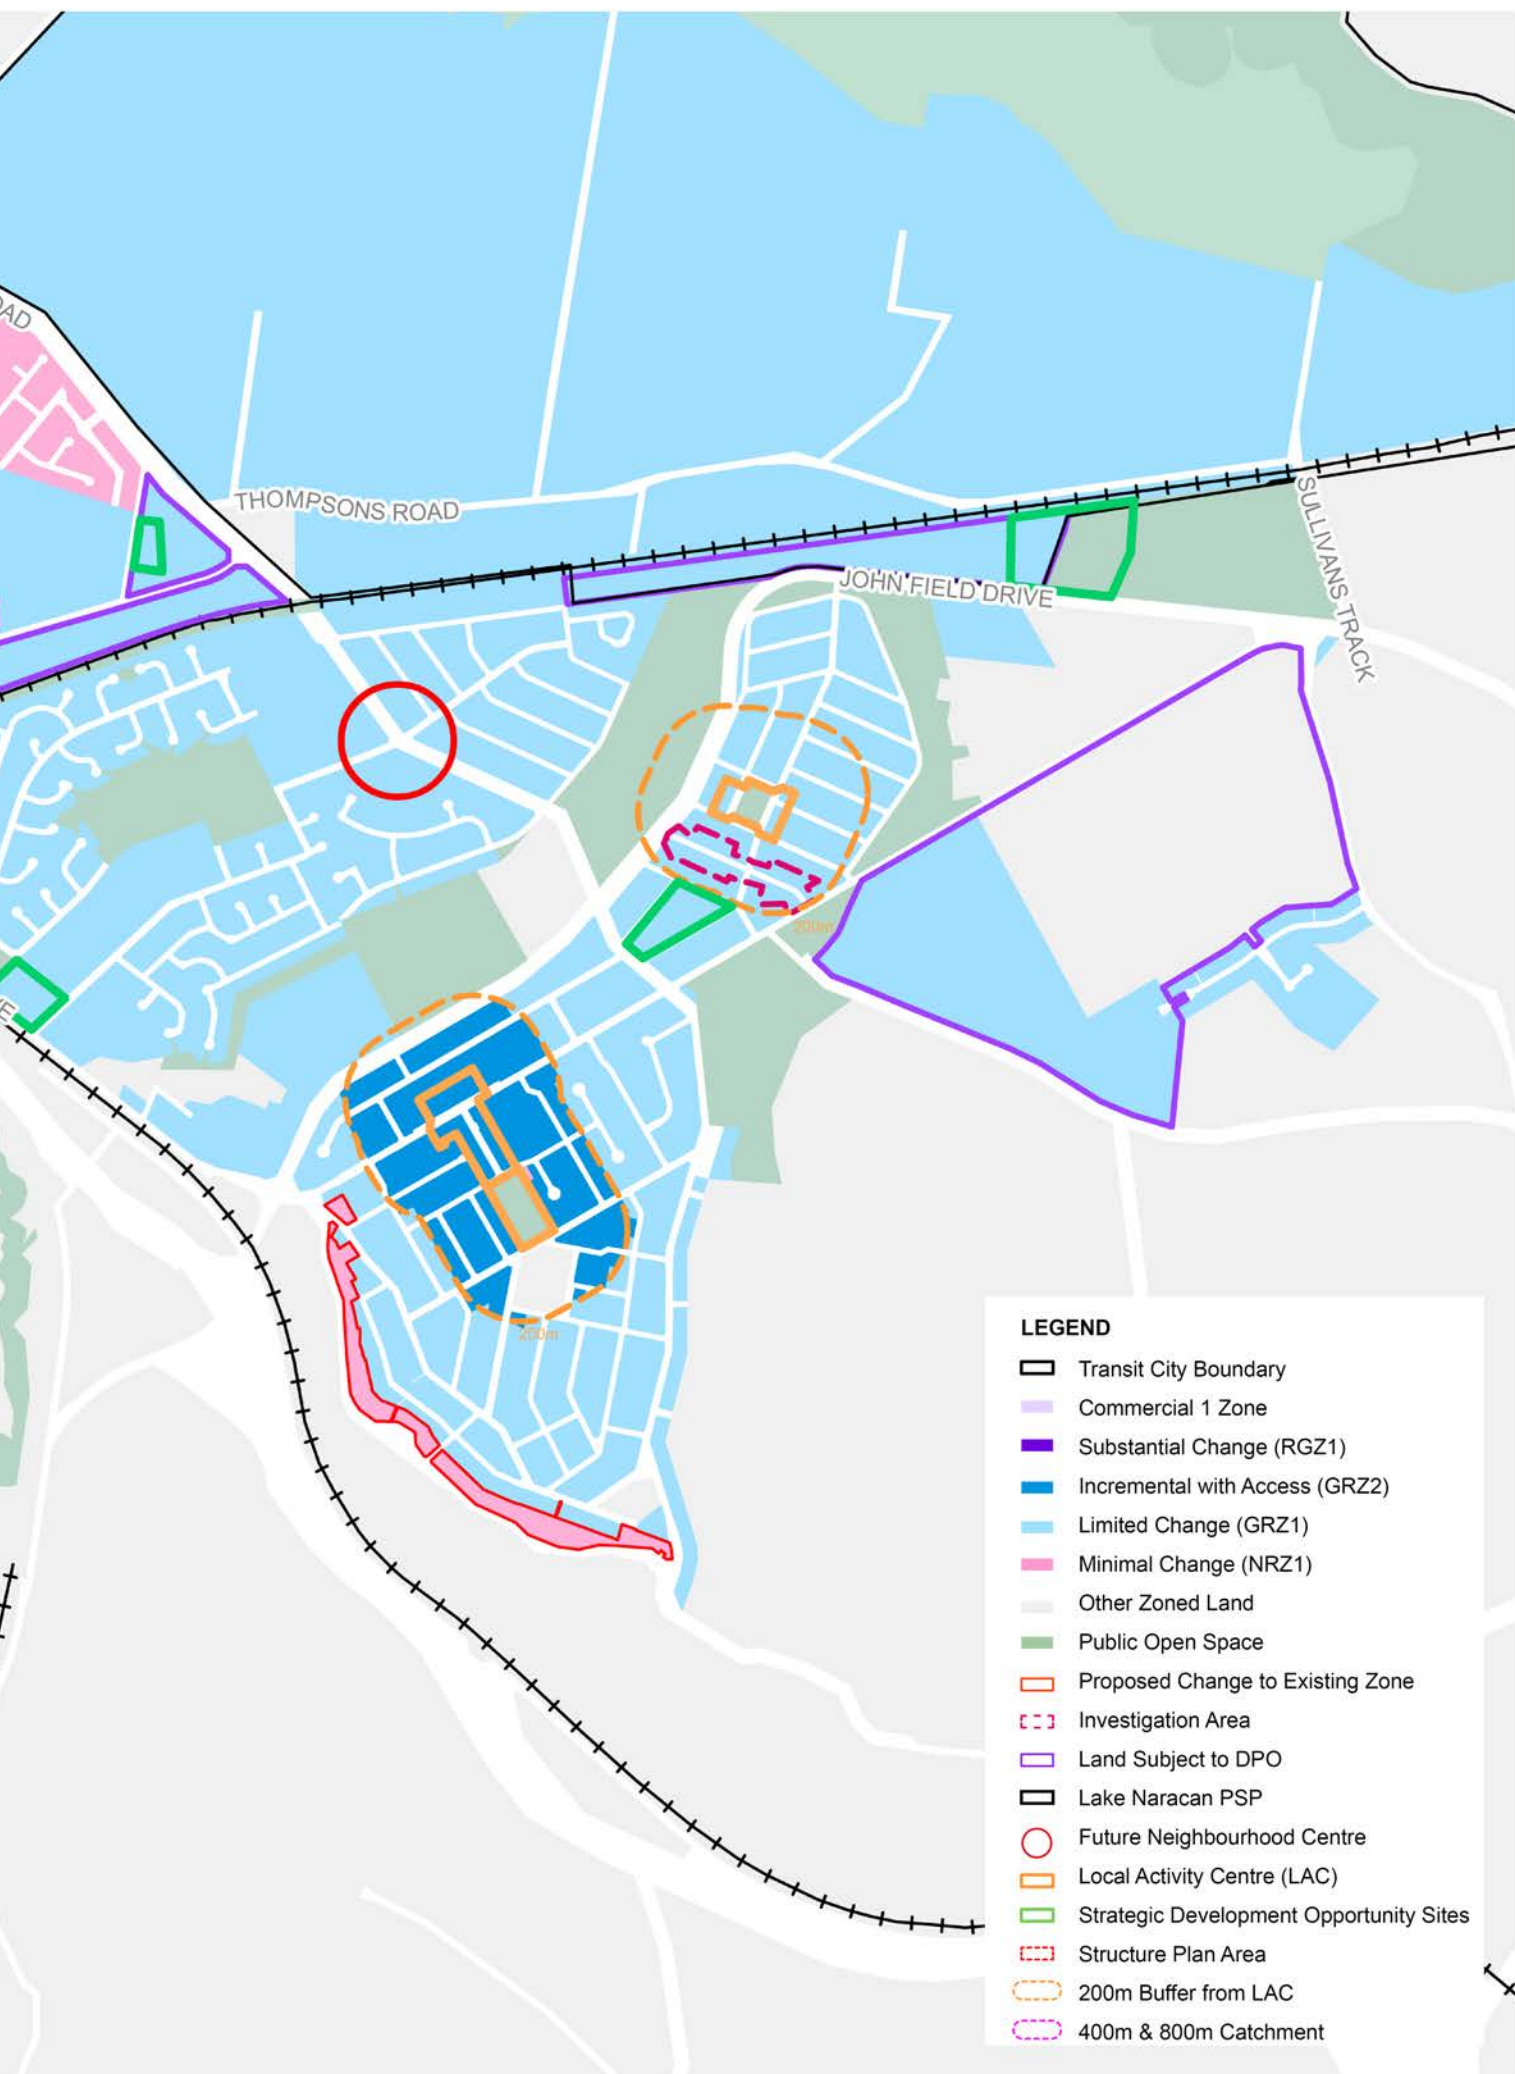 OAD
THOMPSONS ROAD
JOHN FIELD DRIVE
SULLIVANS TRACK
200m
VE
200m
LEGEND
Transit City Boundary
Commercial 1 Zone
Substantial Change (RGZ1)
Incremental with Access (GRZ2)
Limited Change (GRZ1)
Minimal Change (NRZ1)
Other Zoned Land
Public Open Space
Proposed Change to Existing Zone
Investigation Area
Land Subject to DPO
Lake Naracan PSP
Future Neighbourhood Centre
Local Activity Centre (LAC)
Strategic Development Opportunity Sites
Structure Plan Area
200m Buffer from LAC
400m & 800m Catchment